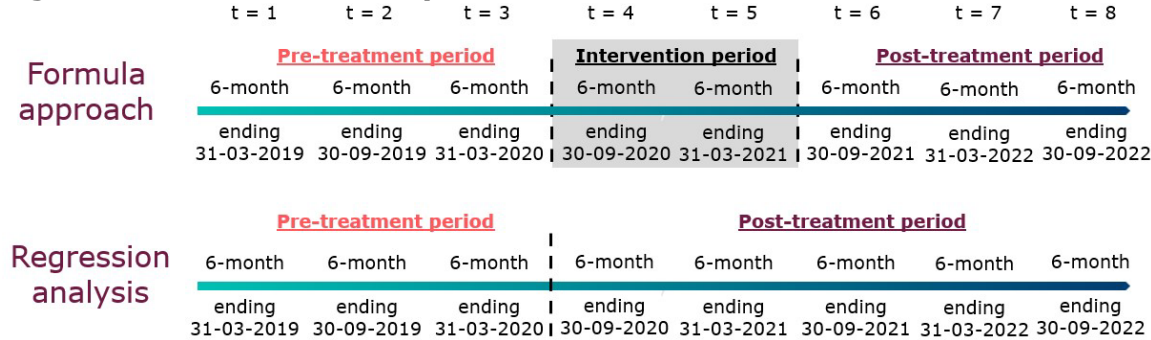 t = 1 t = 2 t = 3 t = 4 t = 5 t = 6 t = 7 t = 8
Pre-treatment period Intervention period Post-treatment period
Formula
approach
6-month 6-month 6-month 6-month 6-month 6-month 6-month 6-month
ending ending ending ending ending ending ending ending
31-03-2019 30-09-2019 31-03-2020 30-09-2020 31-03-2021 30-09-2021 31-03-2022 30-09-2022
Pre-treatment period Post-treatment period
Regression
analysis
6-month 6-month 6-month 6-month 6-month 6-month 6-month 6-month
ending ending ending ending ending ending ending ending
31-03-2019 30-09-2019 31-03-2020 30-09-2020 31-03-2021 30-09-2021 31-03-2022 30-09-2022